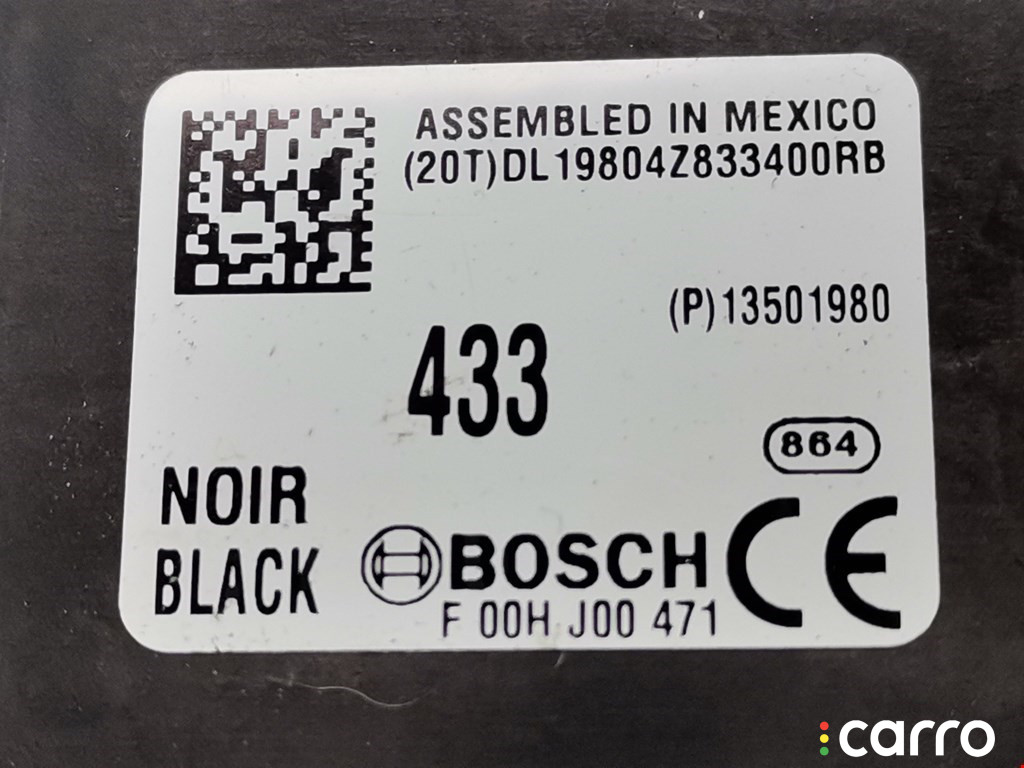 ASSEMBLED IN MEXICO
(20T)DL19804Z833400RB
(P)13501980
433
864
NOIR
BLACK
BOSCH
CE
F 00H J00 471
carro